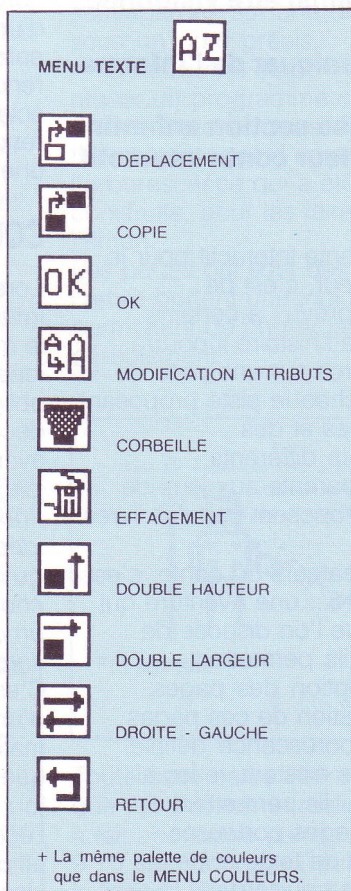 MENU TEXTE AZ
DEPLACEMENT
COPIE
OK OK
A A MODIFICATION ATTRIBUTS
CORBEILLE
EFFACEMENT
DOUBLE HAUTEUR
DOUBLE LARGEUR
DROITE - GAUCHE
RETOUR
+ La même palette de couleurs
que dans le MENU COULEURS.